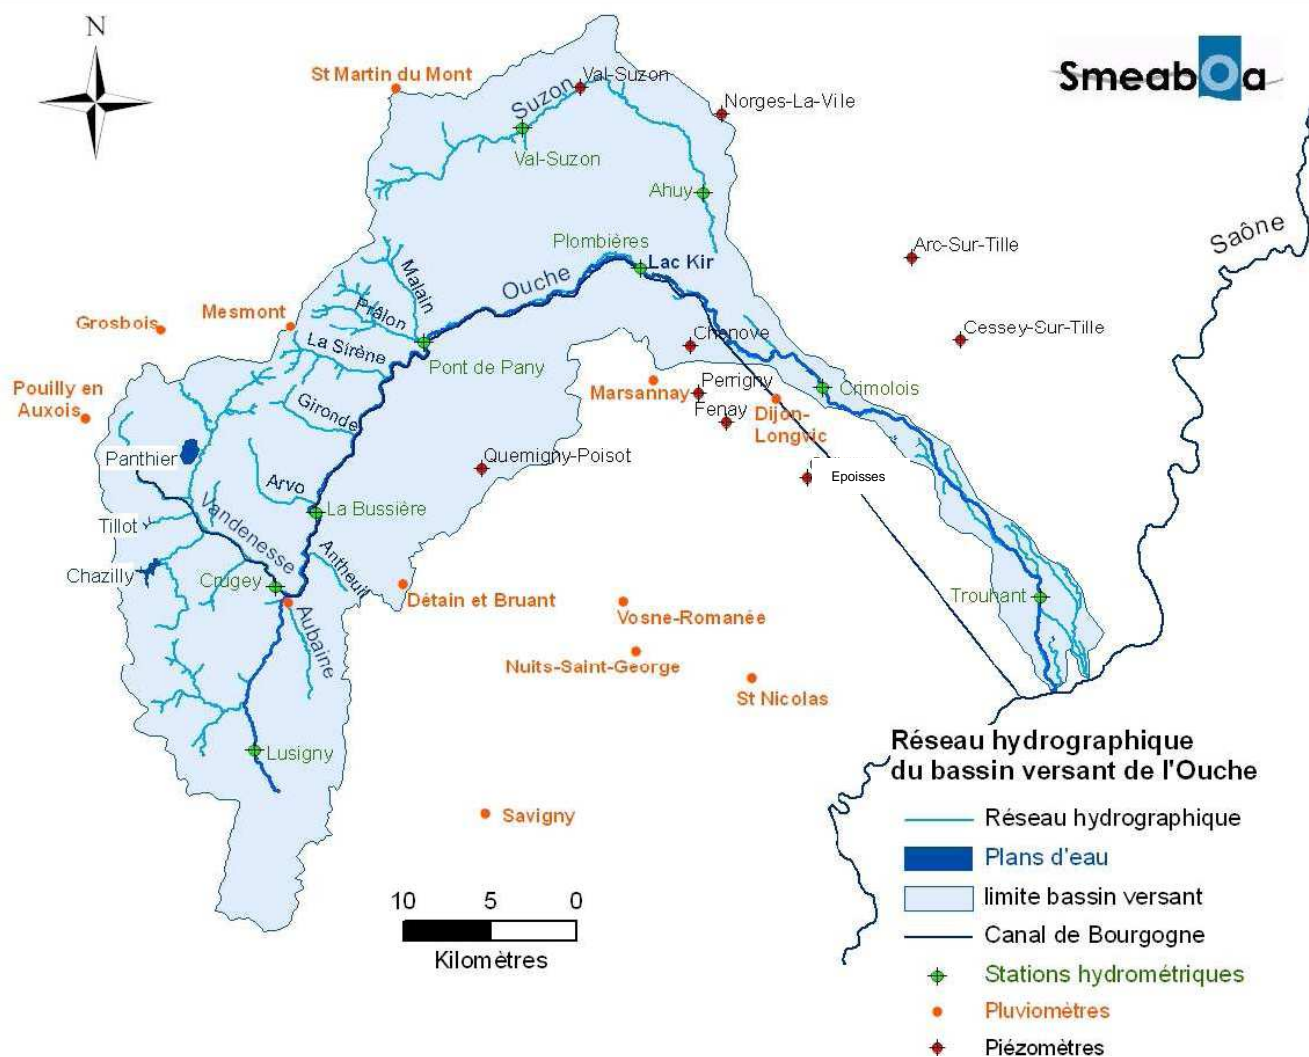 N
St Martin du Mont
Suzon
Val-Suzon
Norges-La-Ville
Smeaboa
Val-Suzon
Ahuy
Saône
Plombières
Lac Kir
Arc-Sur-Tille
Malain
Ouche
Prâlon
Mesmont
Grosbois
La Sirène
Chenove
Cessey-Sur-Tille
Pont de Pany
Pouilly en
Auxois
Gironde
Marsannay
Perrigny
Crimolois
Fenay
Dijon-
Longvic
Panthier
Quemigny-Poisot
Epoisses
Arvo
La Bussière
Vandenesse
Tillot
Antheuil
Chazilly
Crugey
Détain et Bruant
Trouhant
Aubaine
Vosne-Romanée
Nuits-Saint-George
St Nicolas
Lusigny
Savigny
10 5 0
Kilomètres
Réseau hydrographique
du bassin versant de l'Ouche
Réseau hydrographique
Plans d'eau
limite bassin versant
Canal de Bourgogne
Stations hydrométriques
Pluviomètres
Piézomètres